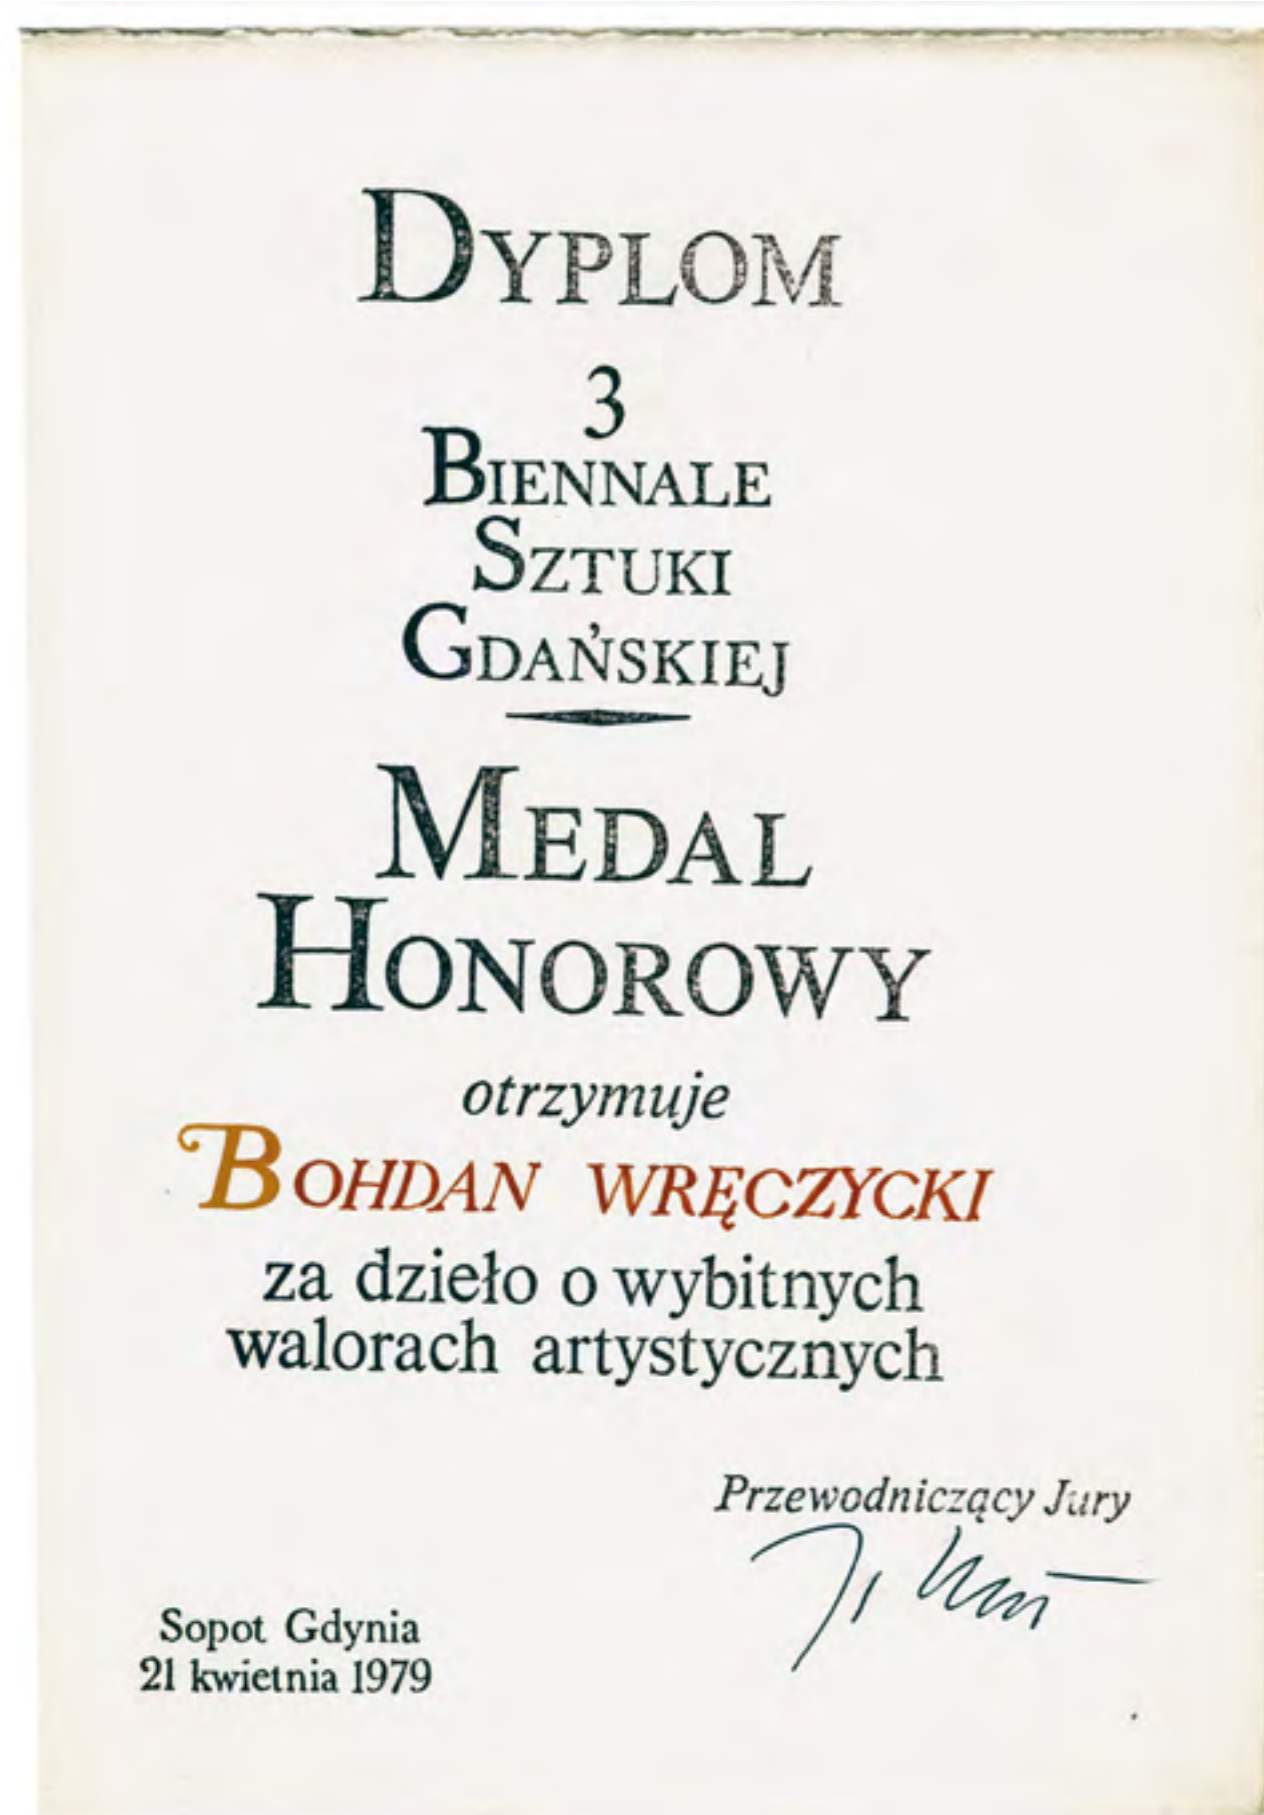 DYPLOM
3
BIENNALE
SZTUKI
GDAŃSKIEJ
MEDAL
HONOROWY
otrzymuje
BOHDAN WRĘCZYCKI
za dzieło o wybitnych
walorach artystycznych
Przewodniczący Jury
Sopot Gdynia
21 kwietnia 1979